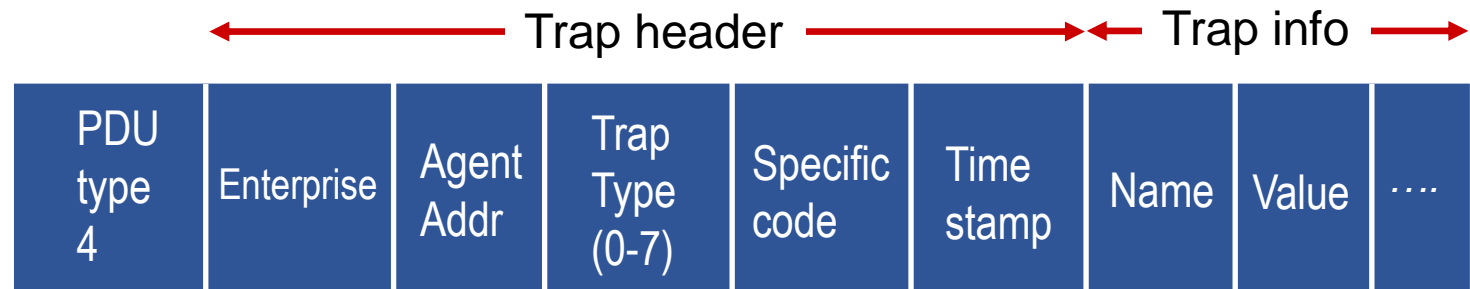 Trap header
Trap info
PDU
type
4
Enterprise
Agent
Addr
Trap
Type
(0-7)
Specific
code
Time
stamp
Name
Value
....